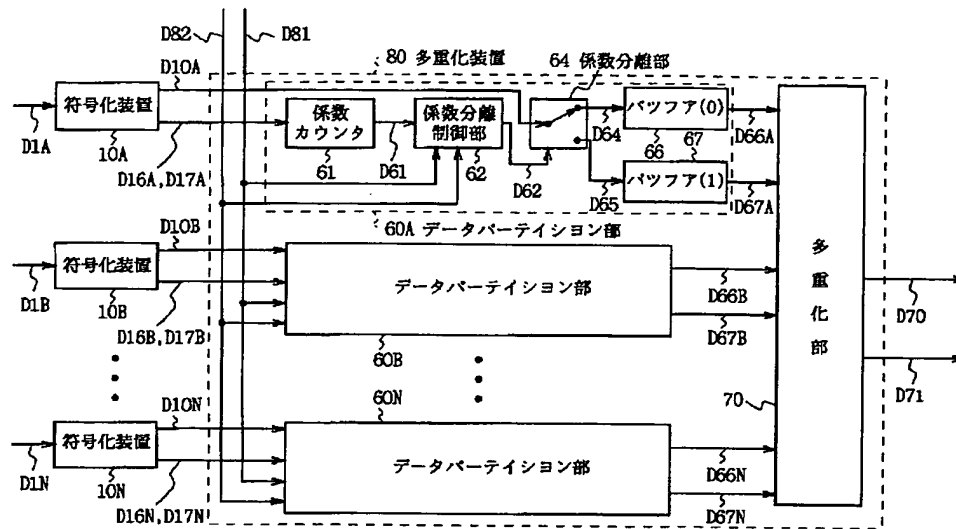 D82
D81
D10A
80 多重化装置
64 係数分離部
符号化装置
係数
カウンタ
係数分離
制御部
バツフア(0)
D1A
10A
61
D61
62
D64
66
67
D66A
D16A, D17A
D62
D65
バツフア(1)
D67A
60A データパーテイション部
D10B
符号化装置
データパーテイション部
D1B
10B
D66B
D16B, D17B
D67B
60B
多重化部
D70
D71
D10N
60N
70
符号化装置
データパーテイション部
D1N
10N
D66N
D16N, D17N
D67N